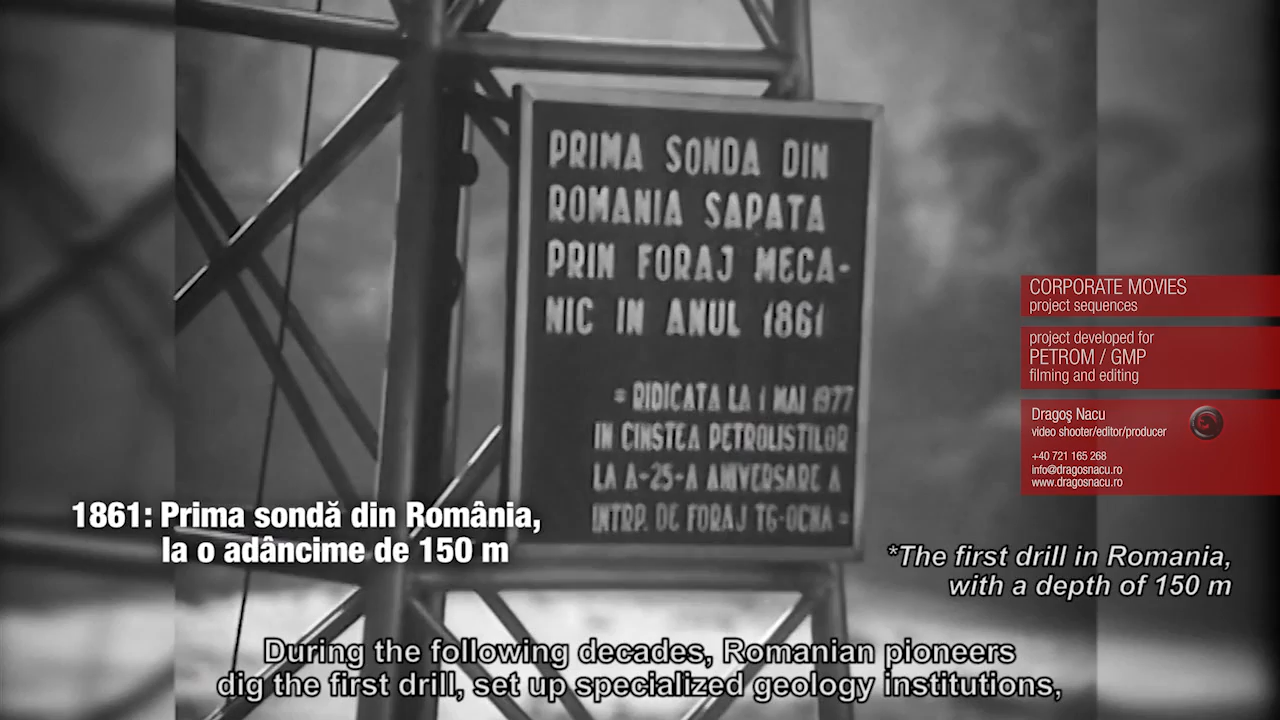 PRIMA SONDA DIN
ROMANIA SAPATA
PRIN FORAJ MECA-
NIC IN ANUL 1861
= RIDICATA LA 1 MAI 1977
IN CINSTEA PETROLISTILOR
LA A-25-A ANIVERSARE A
INTRP. DE FORAJ TG-OCNA =
CORPORATE MOVIES
project sequences
project developed for
PETROM / GMP
filming and editing
Dragoş Nacu
video shooter/editor/producer
+40 721 165 268
info@dragosnacu.ro
www.dragosnacu.ro
1861: Prima sondă din România,
la o adâncime de 150 m
*The first drill in Romania,
with a depth of 150 m
During the following decades, Romanian pioneers
dig the first drill, set up specialized geology institutions,